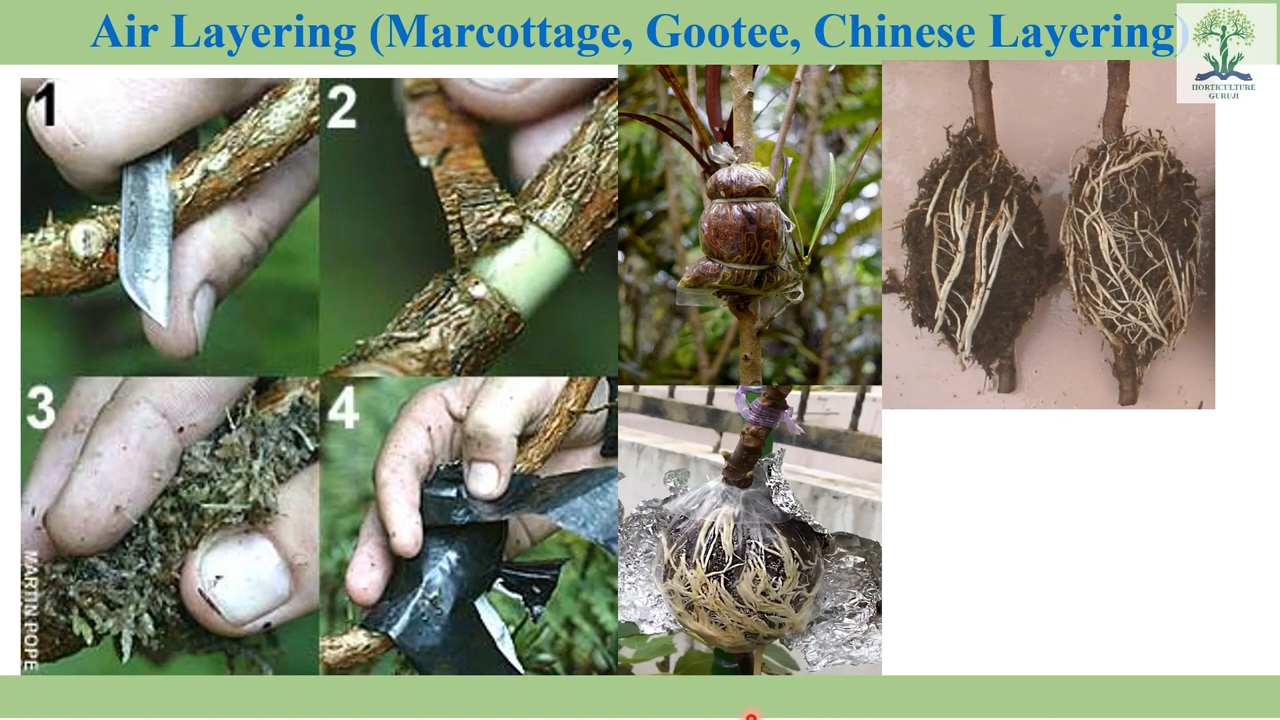 Air Layering (Marcottage, Gootee, Chinese Layering)
HORTICULTURE
GURUJI
1
2
3
4
MARTIN POPE